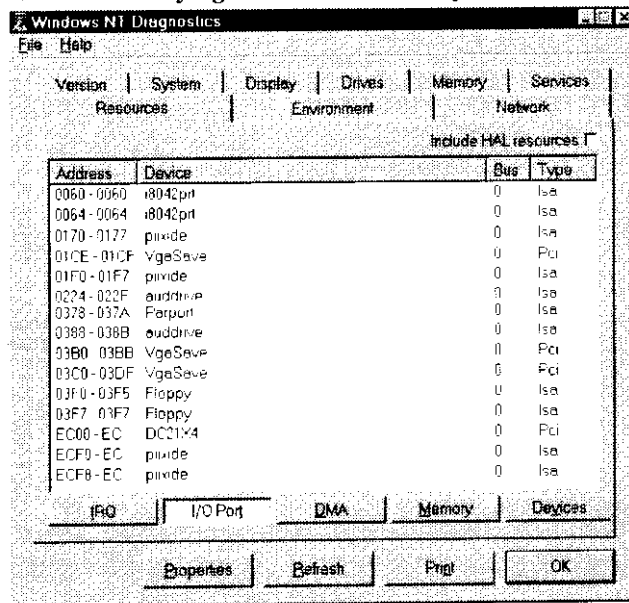 Windows NT Diagnostics
File Help
Version System Display Drives Memory Services
Resources Environment Network
Include HAL resources
Address Device Bus Type
0060 - 0060 i8042prt 0 Isa
0064 - 0064 i8042prt 0 Isa
0170 - 0177 piixide 0 Isa
01CE - 01CF VgaSave 0 Pci
01F0 - 01F7 piixide 0 Isa
0224 - 022F auddrive 0 Isa
0378 - 037A Parport 0 Isa
0388 - 038B auddrive 0 Isa
03B0 03BB VgaSave 0 Pci
03C0 - 03DF VgaSave 0 Pci
03F0 - 03F5 Floppy 0 Isa
03F7 03F7 Floppy 0 Isa
EC00 - EC DC21X4 0 Pci
ECF0 - EC piixide 0 Isa
ECF8 - EC piixide 0 Isa
IRQ I/O Port DMA Memory Devices
Properties Refresh Print OK